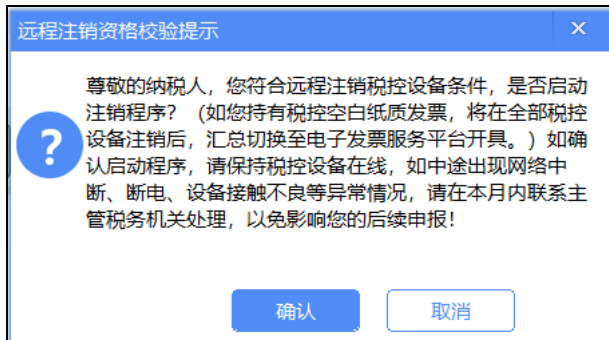 远程注销资格校验提示
尊敬的纳税人，您符合远程注销税控设备条件，是否启动
注销程序？（如您持有税控空白纸质发票，将在全部税控
设备注销后，汇总切换至电子发票服务平台开具。）如确
认启动程序，请保持税控设备在线，如中途出现网络中
断、断电、设备接触不良等异常情况，请在本月内联系主
管税务机关处理，以免影响您的后续申报！
确认
取消